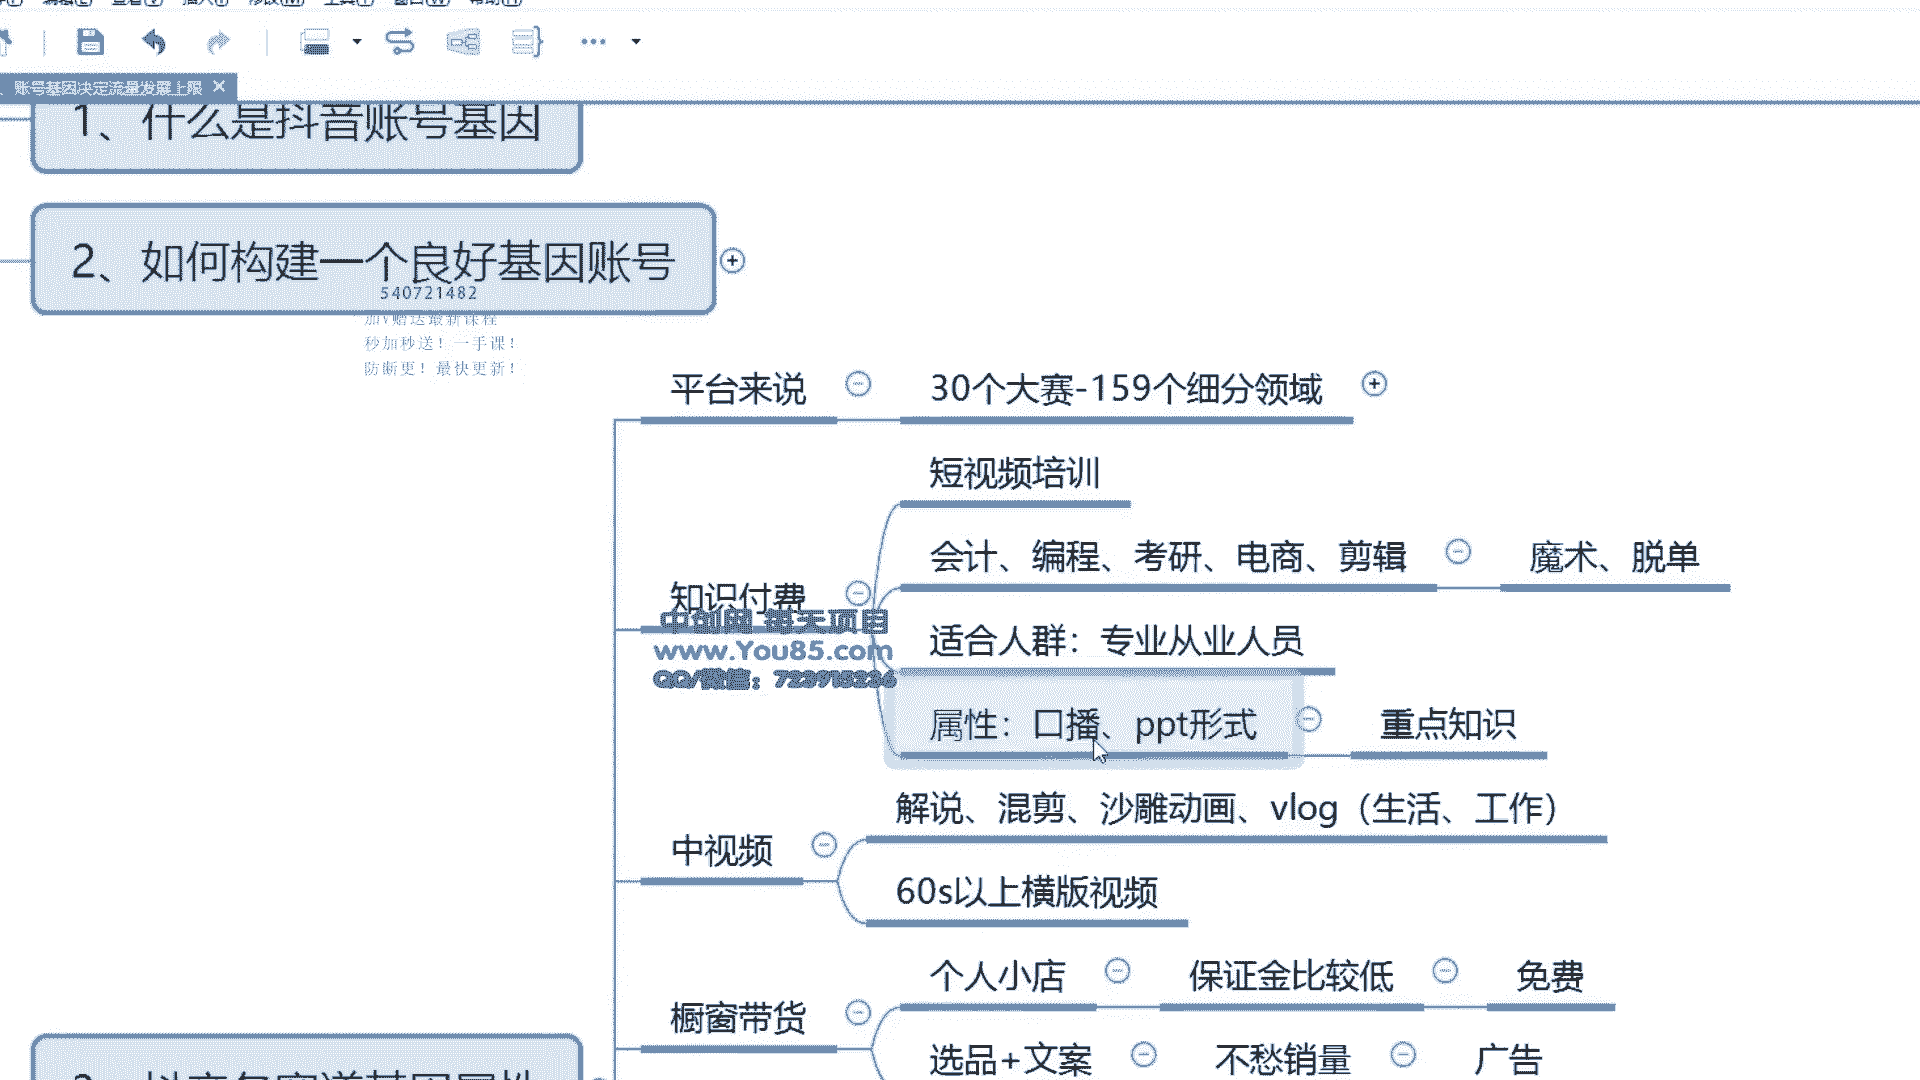 账号基因决定流量发展上限
1、什么是抖音账号基因
2、如何构建一个良好基因账号
540721482
加V赠送最新课程
秒加秒送！一手课！
防断更！最快更新！
平台来说
30个大赛-159个细分领域
短视频培训
会计、编程、考研、电商、剪辑
魔术、脱单
知识付费
中创网 每天项目
www.You85.com
QQ/微信：723915236
适合人群：专业从业人员
属性：口播、ppt形式
重点知识
解说、混剪、沙雕动画、vlog（生活、工作）
中视频
60s以上横版视频
个人小店
保证金比较低
免费
橱窗带货
选品+文案
不愁销量
广告